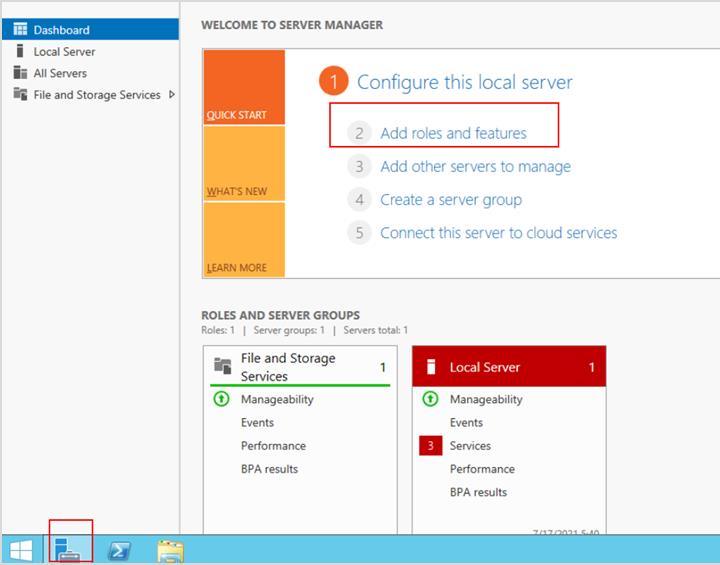 Dashboard
Local Server
All Servers
File and Storage Services
WELCOME TO SERVER MANAGER
QUICK START
WHAT'S NEW
LEARN MORE
1 Configure this local server
2 Add roles and features
3 Add other servers to manage
4 Create a server group
5 Connect this server to cloud services
ROLES AND SERVER GROUPS
Roles: 1 | Server groups: 1 | Servers total: 1
File and Storage
Services
1
Manageability
Events
Performance
BPA results
Local Server 1
Manageability
Events
3 Services
Performance
BPA results
7/17/2021 5:40